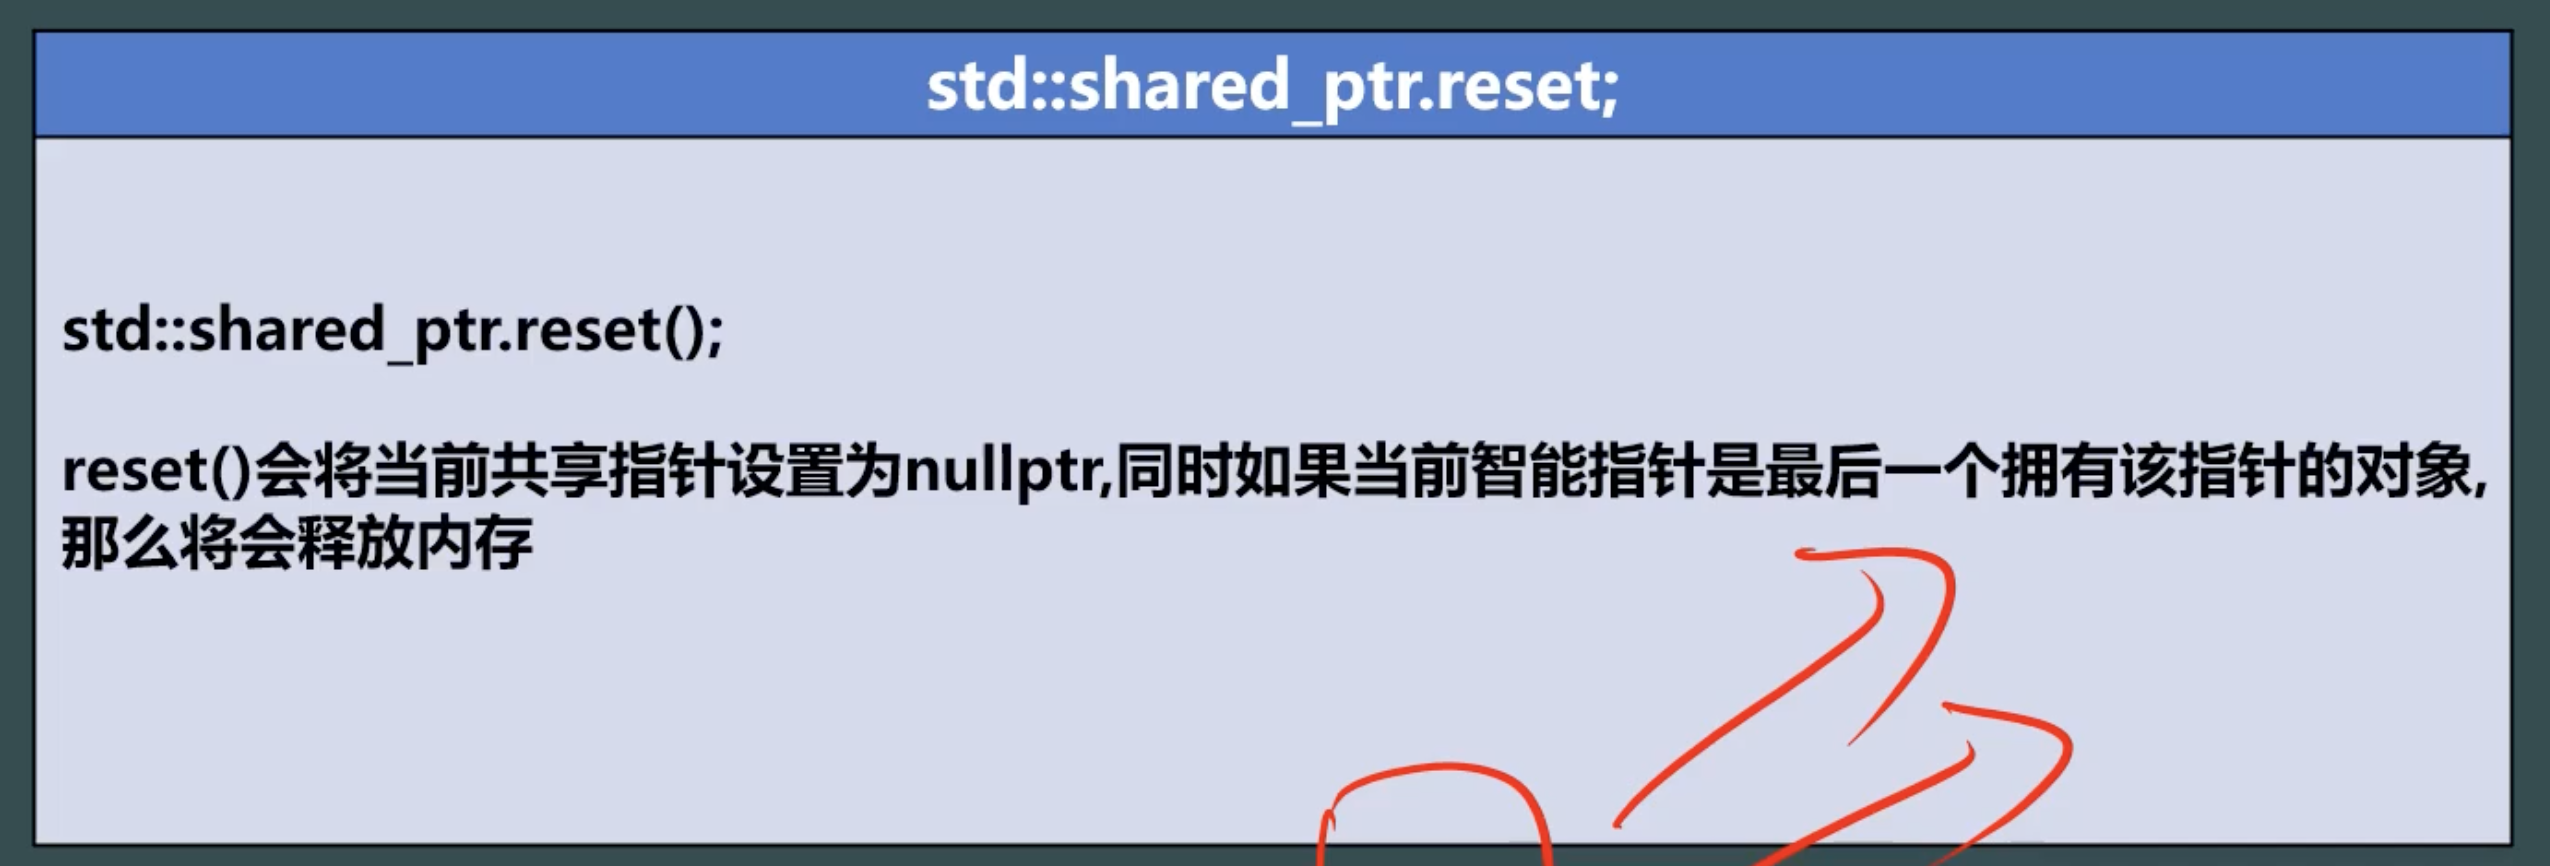 std::shared_ptr.reset;
std::shared_ptr.reset();
reset()会将当前共享指针设置为nullptr,同时如果当前智能指针是最后一个拥有该指针的对象,
那么将会释放内存